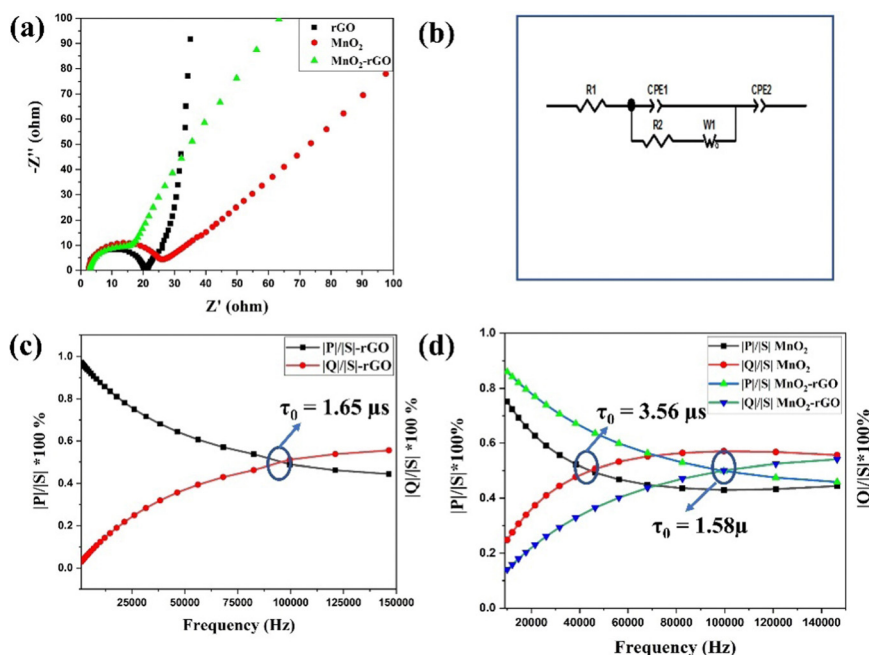 (a)
100
90
80
70
60
50
40
30
20
10
0
-Z'' (ohm)
rGO
MnO₂
MnO₂-rGO
0 10 20 30 40 50 60 70 80 90 100
Z' (ohm)
(b)
R1
CPE1
CPE2
R2
W1
(c)
|P|/|S|-rGO
|Q|/|S|-rGO
τ₀ = 1.65 μs
1.0
0.8
0.6
0.4
0.2
0.0
|P|/|S| *100 %
|Q|/|S| *100 %
25000 50000 75000 100000 125000 150000
Frequency (Hz)
(d)
|P|/|S| MnO₂
|Q|/|S| MnO₂
|P|/|S| MnO₂-rGO
|Q|/|S| MnO₂-rGO
τ₀ = 3.56 μs
τ₀ = 1.58μ
1.0
0.8
0.6
0.4
0.2
0.0
|P|/|S|*100%
|Q|/|S| *100%
20000 40000 60000 80000 100000 120000 140000
Frequency (Hz)